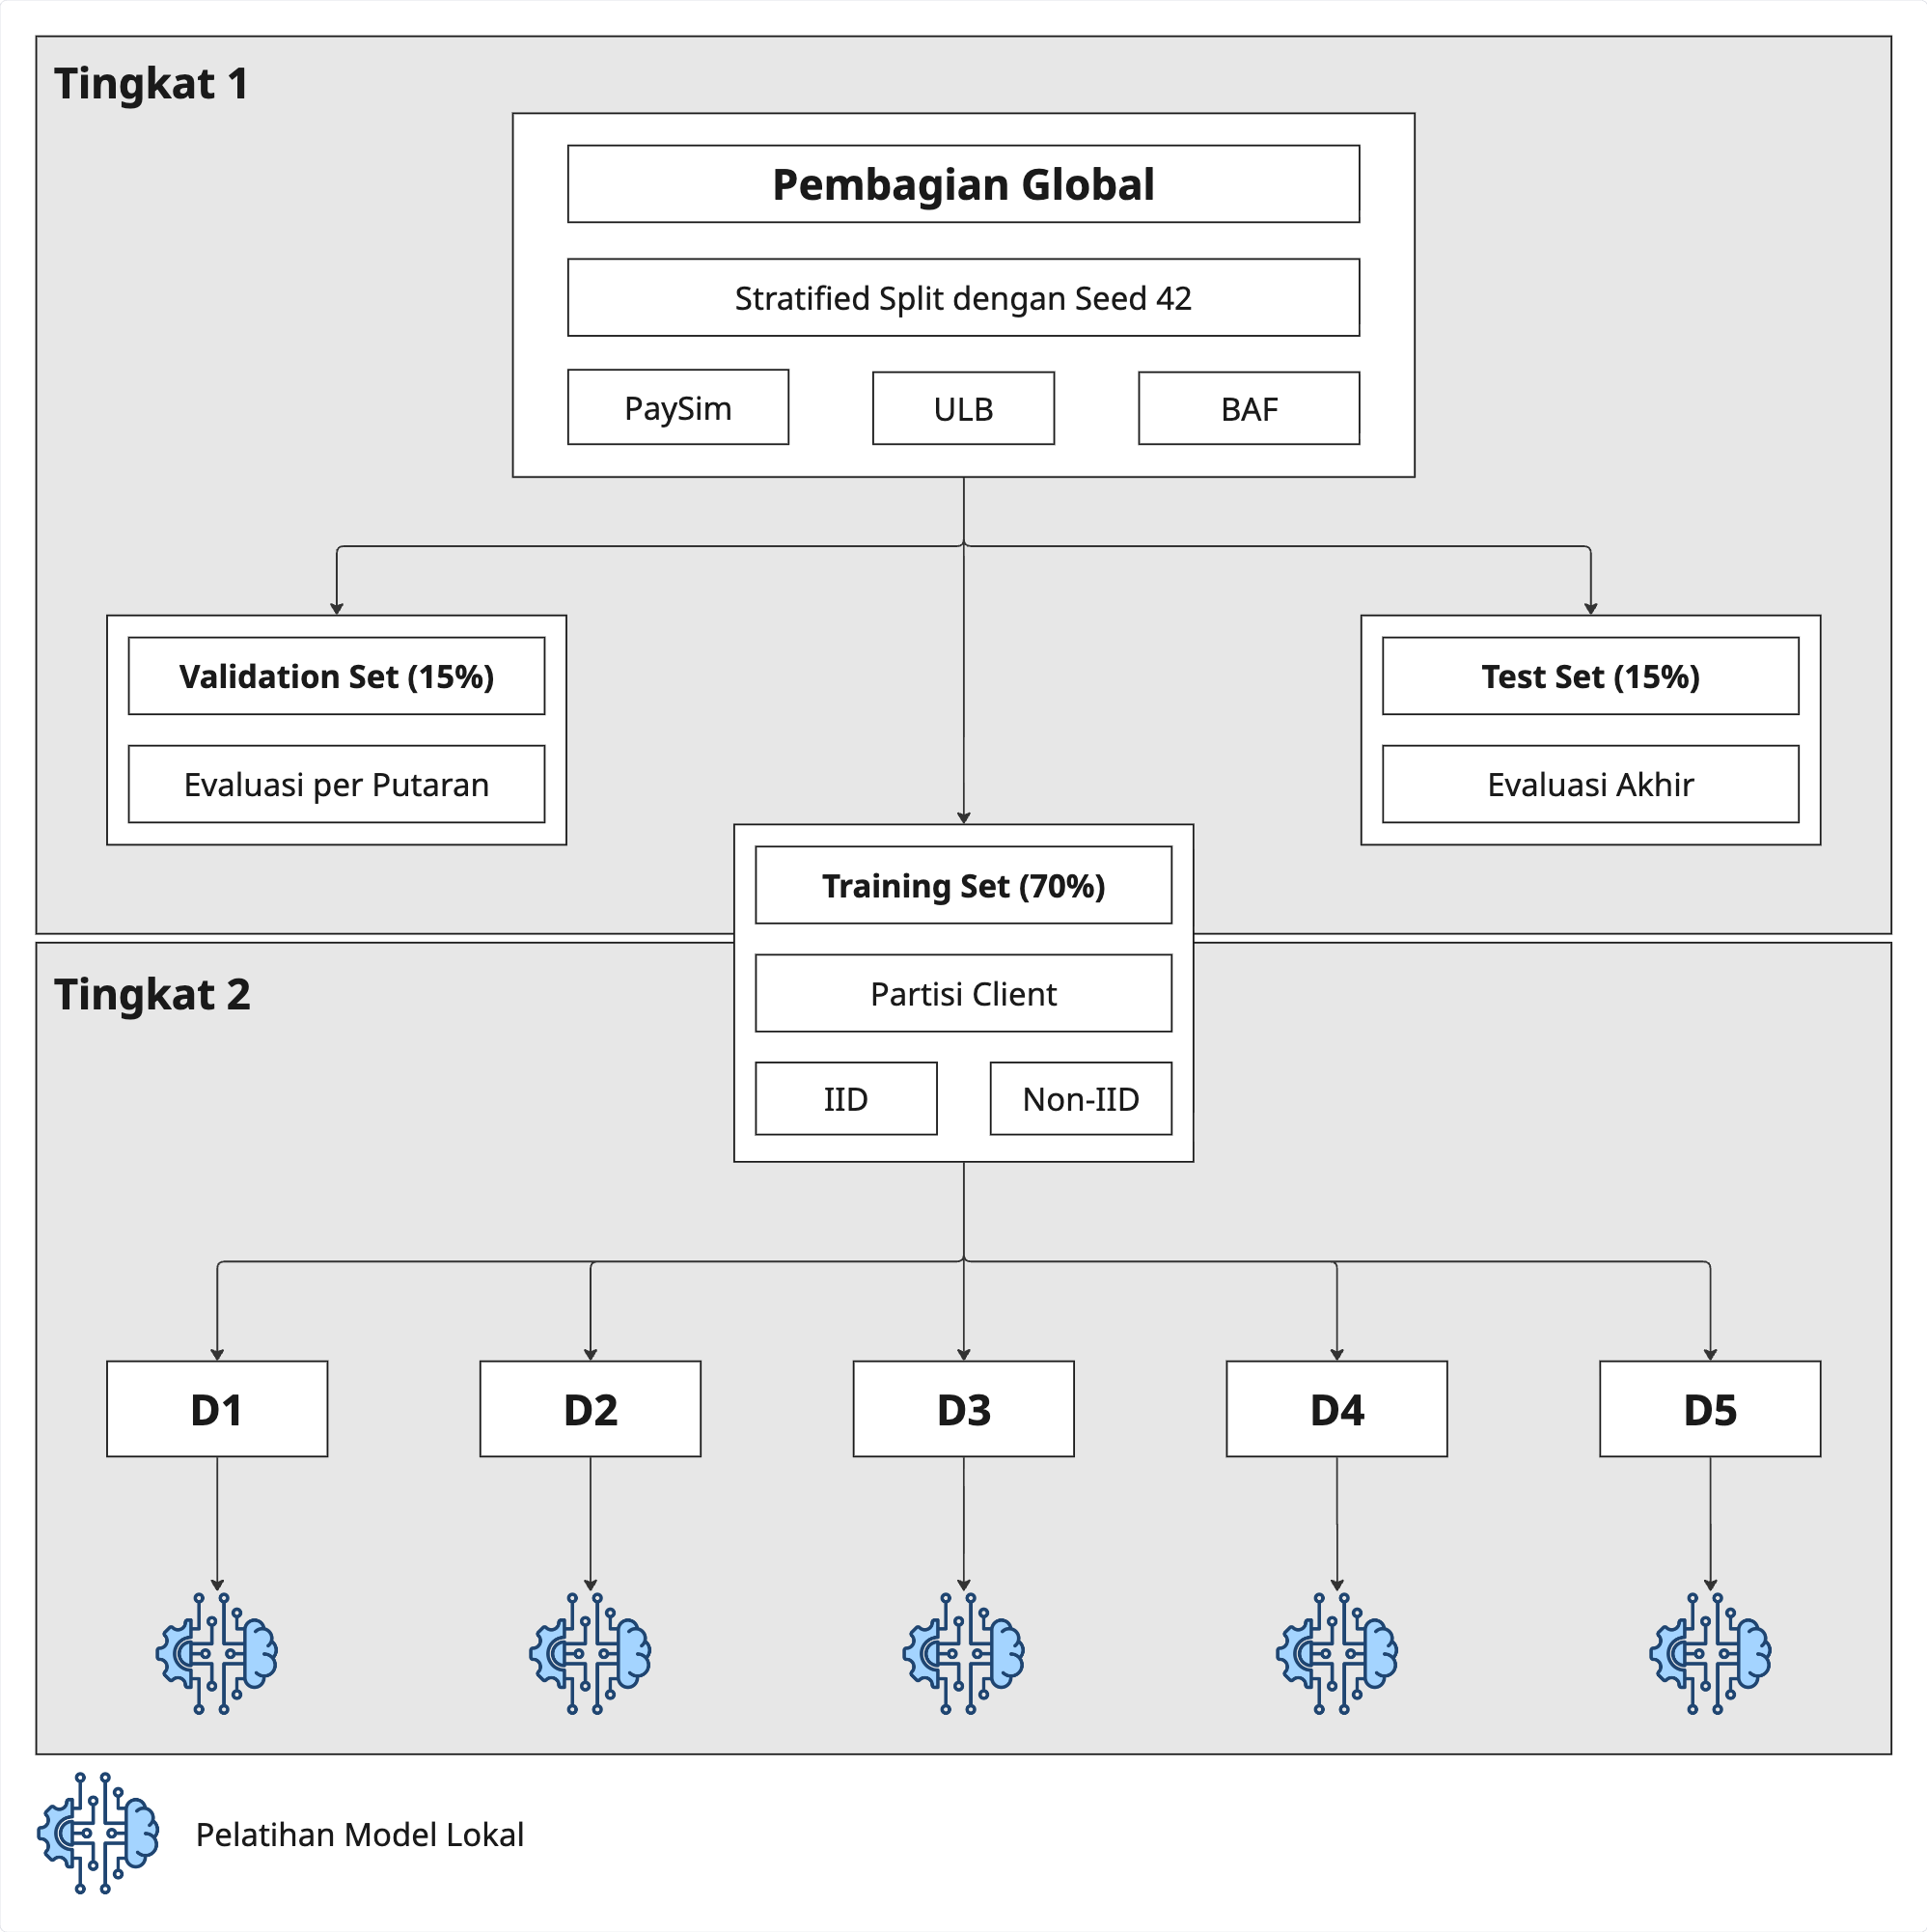 Tingkat 1
Pembagian Global
Stratified Split dengan Seed 42
PaySim
ULB
BAF
Validation Set (15%)
Evaluasi per Putaran
Test Set (15%)
Evaluasi Akhir
Training Set (70%)
Tingkat 2
Partisi Client
IID
Non-IID
D1
D2
D3
D4
D5
Pelatihan Model Lokal